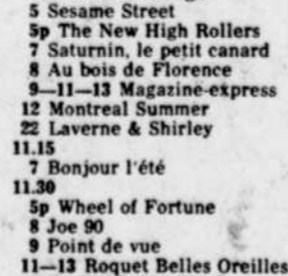 5 Sesame Street
5p The New High Rollers
7 Saturnin, le petit canard
8 Au bois de Florence
9—11—13 Magazine-express
12 Montreal Summer
22 Laverne & Shirley
11.15
7 Bonjour l'été
11.30
5p Wheel of Fortune
8 Joe 90
9 Point de vue
11—13 Roquet Belles Oreilles